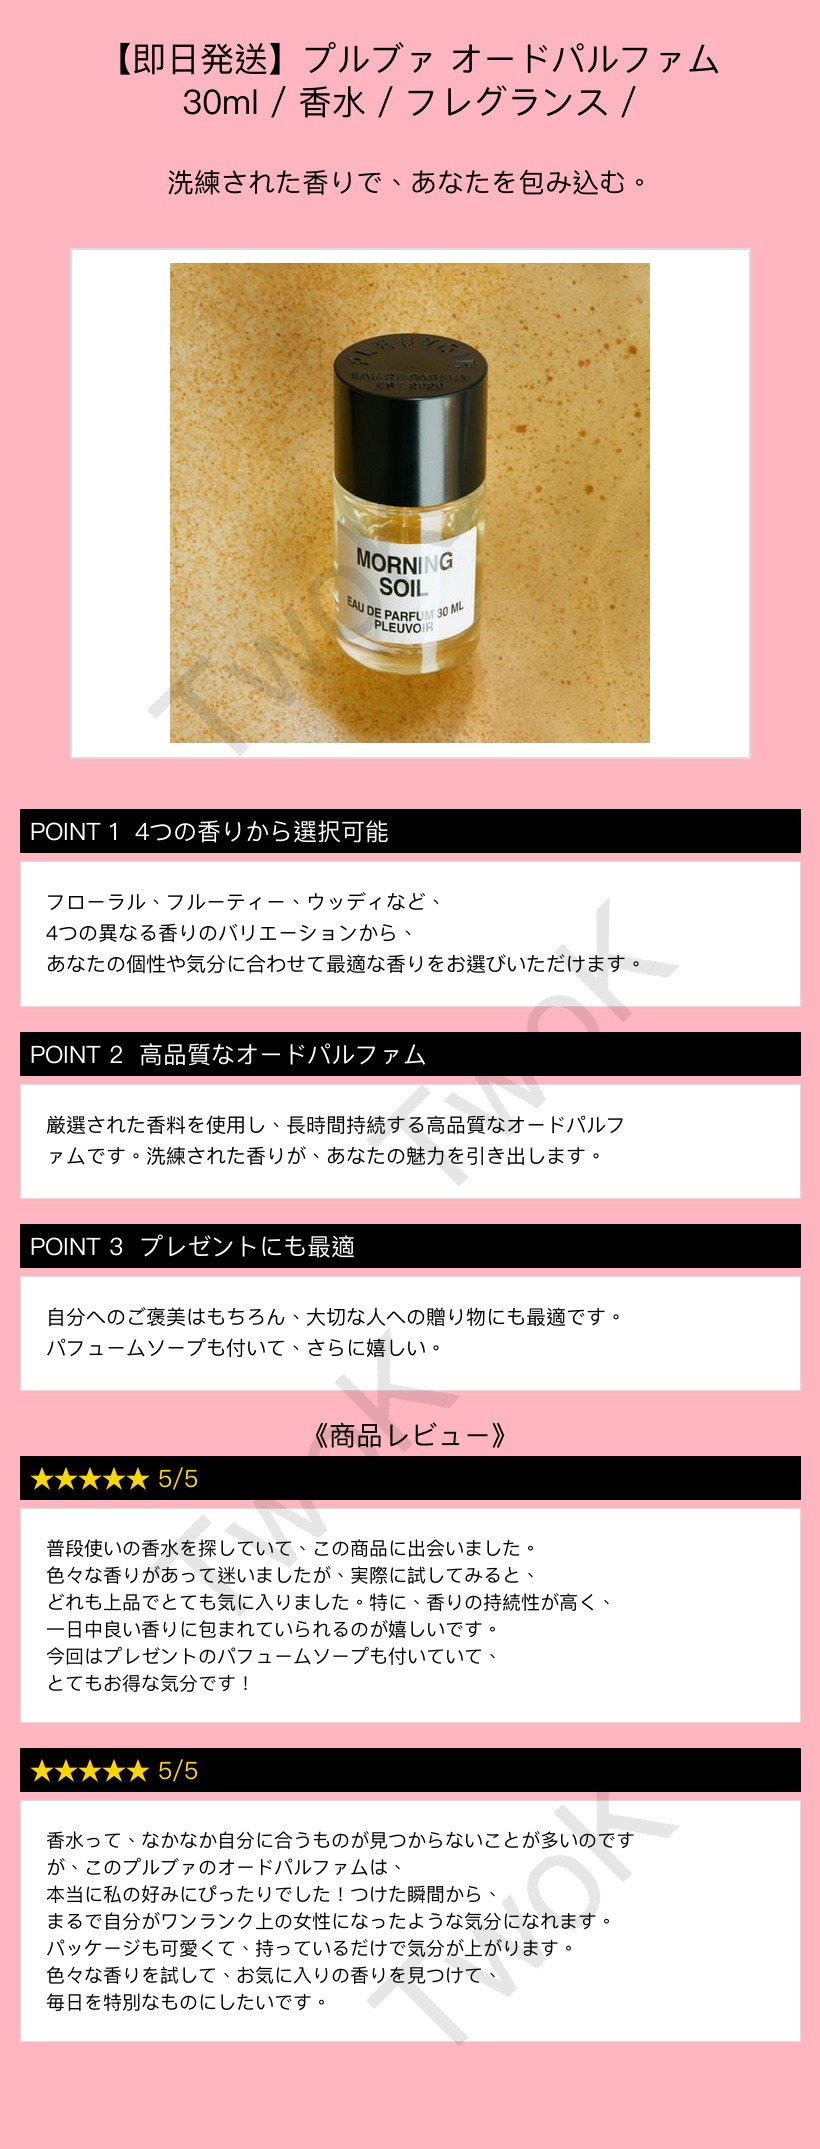 【即日発送】プルブァ オードパルファム
30ml / 香水 / フレグランス /
洗練された香りで、あなたを包み込む。
PLEUVOIR
EAU DE PARFUM
EST.2020
MORNING
SOIL
EAU DE PARFUM 30 ML
PLEUVOIR
TwoK
POINT 1 4つの香りから選択可能
フローラル、フルーティー、ウッディなど、
4つの異なる香りのバリエーションから、
あなたの個性や気分に合わせて最適な香りをお選びいただけます。
TwoK
POINT 2 高品質なオードパルファム
厳選された香料を使用し、長時間持続する高品質なオードパルフ
ァムです。洗練された香りが、あなたの魅力を引き出します。
POINT 3 プレゼントにも最適
自分へのご褒美はもちろん、大切な人への贈り物にも最適です。
パフュームソープも付いて、さらに嬉しい。
TwoK
《商品レビュー》
★★★★★ 5/5
普段使いの香水を探していて、この商品に出会いました。
色々な香りがあって迷いましたが、実際に試してみると、
どれも上品でとても気に入りました。特に、香りの持続性が高く、
一日中良い香りに包まれていられるのが嬉しいです。
今回はプレゼントのパフュームソープも付いていて、
とてもお得な気分です！
★★★★★ 5/5
香水って、なかなか自分に合うものが見つからないことが多いのです
が、このプルブァのオードパルファムは、
本当に私の好みにぴったりでした！つけた瞬間から、
まるで自分がワンランク上の女性になったような気分になれます。
パッケージも可愛くて、持っているだけで気分が上がります。
色々な香りを試して、お気に入りの香りを見つけて、
毎日を特別なものにしたいです。
TwoK